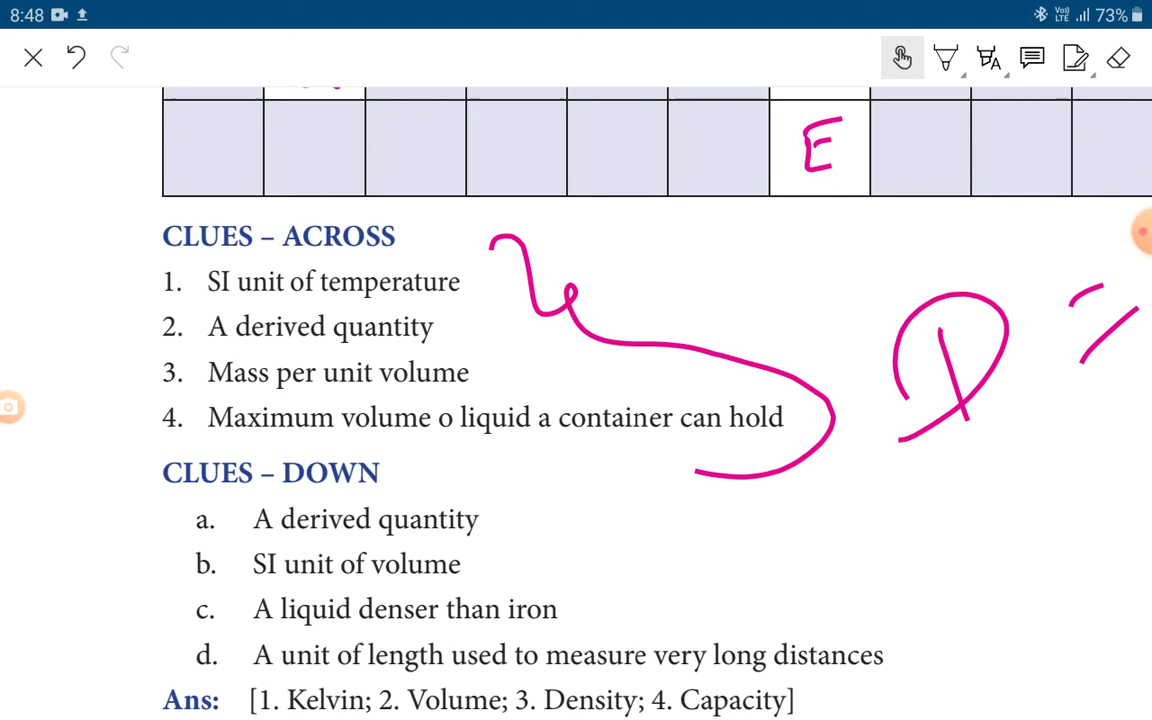 8:48 Vo) LTE 73%
E
CLUES – ACROSS
1. SI unit of temperature
2. A derived quantity
3. Mass per unit volume
4. Maximum volume o liquid a container can hold
D =
CLUES – DOWN
a. A derived quantity
b. SI unit of volume
c. A liquid denser than iron
d. A unit of length used to measure very long distances
Ans: [1. Kelvin; 2. Volume; 3. Density; 4. Capacity]